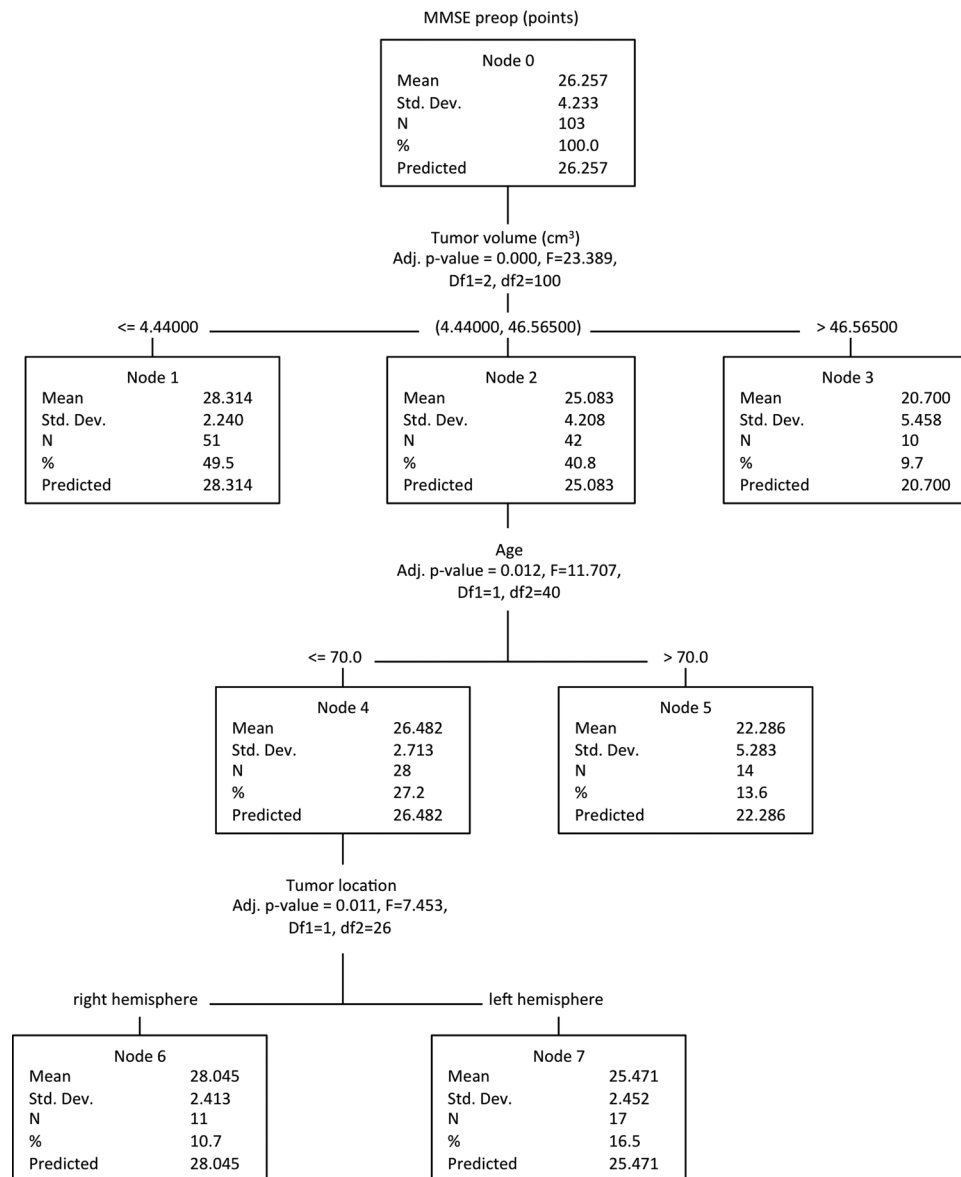 MMSE preop (points)
Node 0
Mean 26.257
Std. Dev. 4.233
N 103
% 100.0
Predicted 26.257
Tumor volume (cm³)
Adj. p-value = 0.000, F=23.389,
Df1=2, df2=100
<= 4.44000 (4.44000, 46.56500) > 46.56500
Node 1
Mean 28.314
Std. Dev. 2.240
N 51
% 49.5
Predicted 28.314
Node 2
Mean 25.083
Std. Dev. 4.208
N 42
% 40.8
Predicted 25.083
Node 3
Mean 20.700
Std. Dev. 5.458
N 10
% 9.7
Predicted 20.700
Age
Adj. p-value = 0.012, F=11.707,
Df1=1, df2=40
<= 70.0 > 70.0
Node 4
Mean 26.482
Std. Dev. 2.713
N 28
% 27.2
Predicted 26.482
Node 5
Mean 22.286
Std. Dev. 5.283
N 14
% 13.6
Predicted 22.286
Tumor location
Adj. p-value = 0.011, F=7.453,
Df1=1, df2=26
right hemisphere left hemisphere
Node 6
Mean 28.045
Std. Dev. 2.413
N 11
% 10.7
Predicted 28.045
Node 7
Mean 25.471
Std. Dev. 2.452
N 17
% 16.5
Predicted 25.471